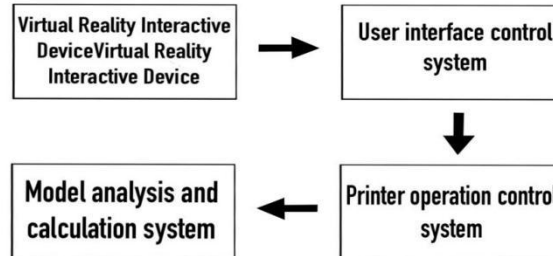 Virtual Reality Interactive
DeviceVirtual Reality
Interactive Device
User interface control
system
Model analysis and
calculation system
Printer operation control
system